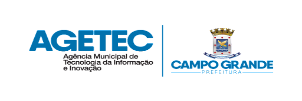 AGETEC
Agência Municipal de
Tecnologia da Informação
e Inovação
CAMPO GRANDE
PREFEITURA